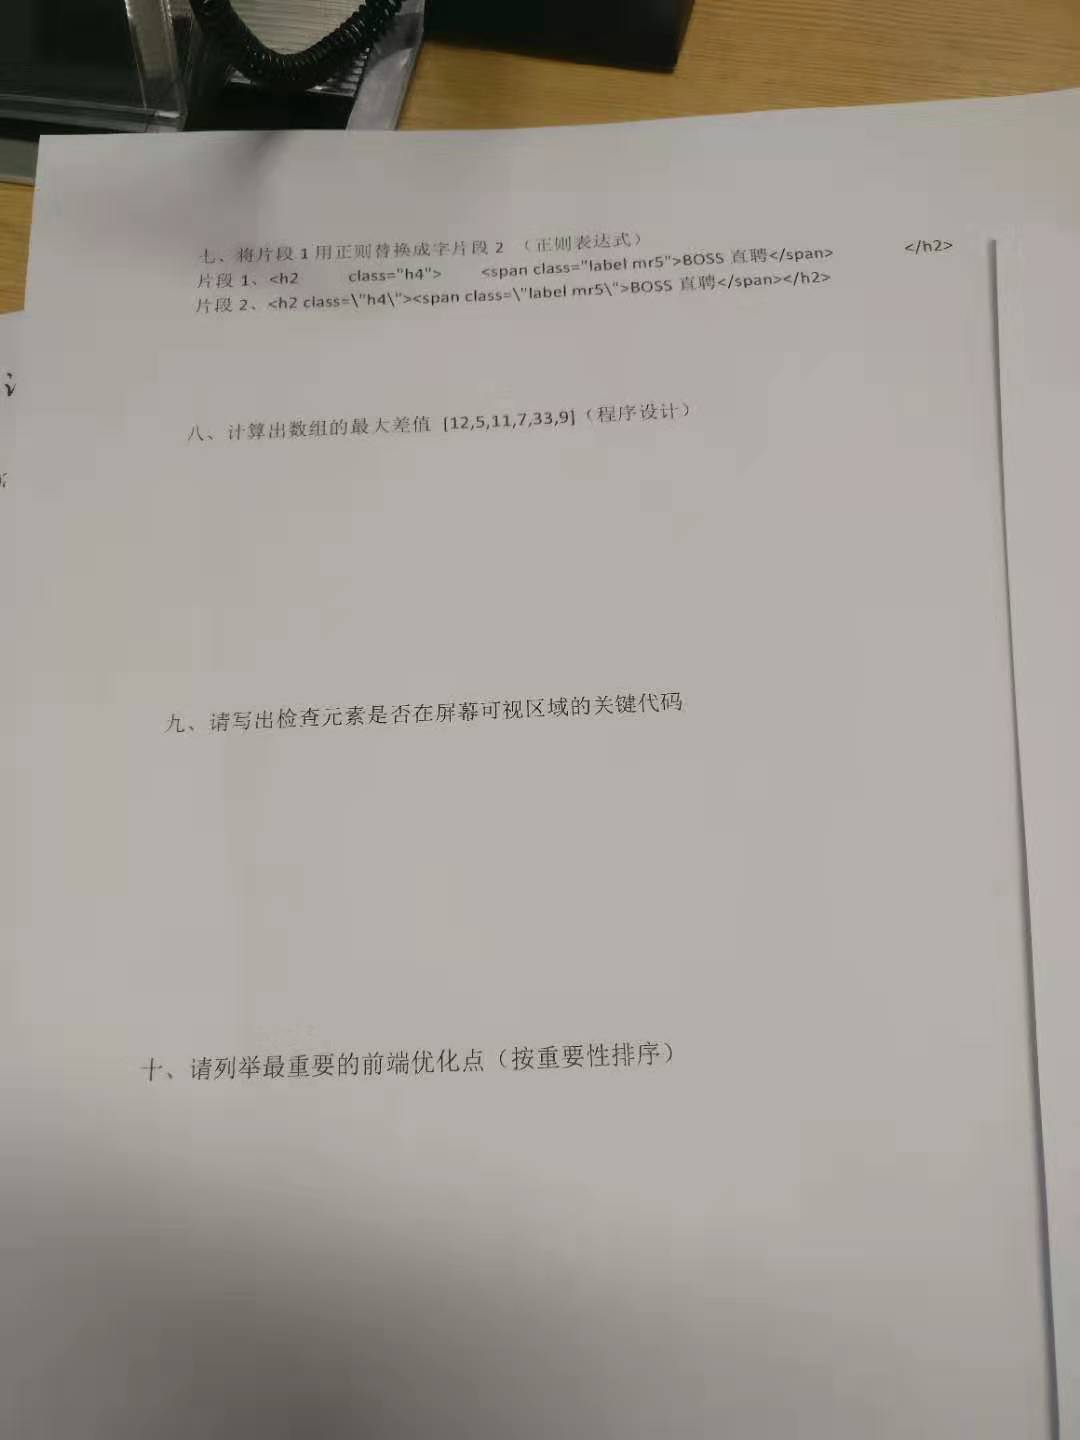 七、将片段 1 用正则替换成字片段 2 （正则表达式）
片段 1、<h2 class="h4"> <span class="label mr5">BOSS 直聘</span> </h2>
片段 2、<h2 class=\"h4\"><span class=\"label mr5\">BOSS 直聘</span></h2>
八、计算出数组的最大差值 [12,5,11,7,33,9]（程序设计）
九、请写出检查元素是否在屏幕可视区域的关键代码
十、请列举最重要的前端优化点（按重要性排序）